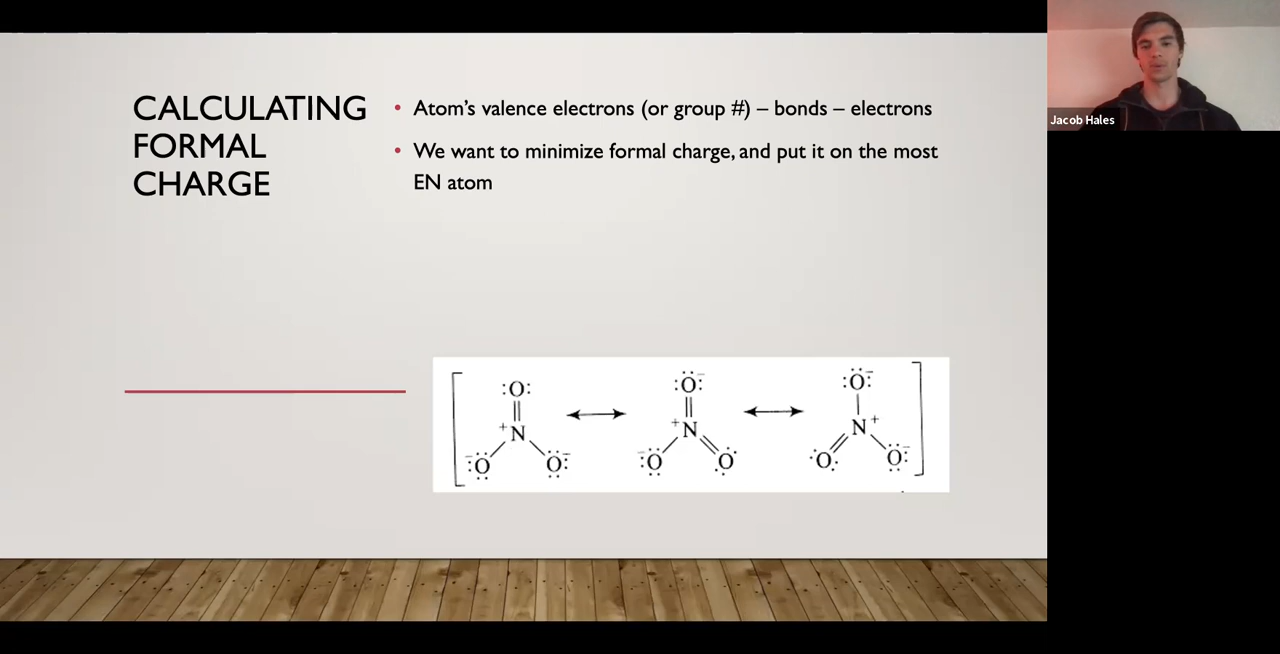 CALCULATING
FORMAL
CHARGE
• Atom's valence electrons (or group #) – bonds – electrons
• We want to minimize formal charge, and put it on the most
EN atom
:O: :Ö:⁻ :Ö:⁻
⁺N ⁺N N⁺
⁻:Ö Ö:⁻ ⁻:Ö Ö O Ö:⁻
Jacob Hales